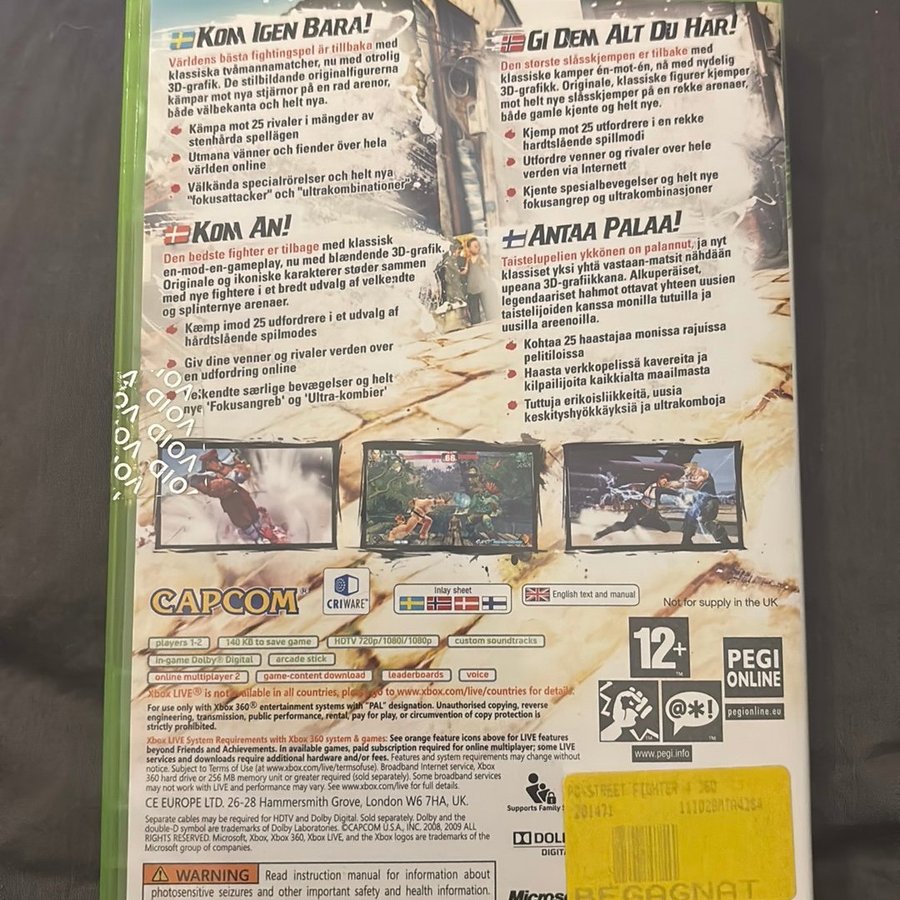 KOM IGEN BARA!
Världens bästa fightingspel är tillbaka med
klassiska tvåmannamatcher, nu med otrolig
3D-grafik. De stilbildande originalfigurerna
kämpar mot nya stjärnor på en rad arenor,
både välbekanta och helt nya.
Kämpa mot 25 rivaler i mängder av
stenhårda spellägen
Utmana vänner och fiender över hela
världen online
Välkända specialrörelser och helt nya
"fokusattacker" och "ultrakombinationer"
GI DEM ALT DU HAR!
Den største slåsskjempen er tilbake med
klassiske kamper én-mot-én, nå med nydelig
3D-grafikk. Originale, klassiske figurer kjemper
mot helt nye slåsskjemper på en rekke arenaer,
både gamle kjente og helt nye.
Kjemp mot 25 utfordrere i en rekke
hardtslående spillmodi
Utfordre venner og rivaler over hele
verden via Internett
Kjente spesialbevegelser og helt nye
fokusangrep og ultrakombinasjoner
KOM AN!
Den bedste fighter er tilbage med klassisk
en-mod-en-gameplay, nu med blændende 3D-grafik.
Originale og ikoniske karakterer støder sammen
med nye fightere i et bredt udvalg af velkendte
og splinternye arenaer.
Kæmp imod 25 udfordrere i et udvalg af
hårdtslående spilmodes
Giv dine venner og rivaler verden over
en udfordring online
Velkendte særlige bevægelser og helt
nye 'Fokusangreb' og 'Ultra-kombier'
ANTAA PALAA!
Taistelupelien ykkönen on palannut, ja nyt
klassiset yksi yhtä vastaan-matsit nähdään
upeana 3D-grafiikkana. Alkuperäiset,
legendaariset hahmot ottavat yhteen uusien
taistelijoiden kanssa monilla tutuilla ja
uusilla areenoilla.
Kohtaa 25 haastajaa monissa rajuissa
pelitiloissa
Haasta verkkopelissä kavereita ja
kilpailijoita kaikkialta maailmasta
Tuttuja erikoisliikkeitä, uusia
keskityshyökkäyksiä ja ultrakomboja
VOID VOID
CAPCOM
CRIWARE
Inlay sheet
English text and manual
Not for supply in the UK
players 1-2
140 KB to save game
HDTV 720p/1080i/1080p
custom soundtracks
in-game Dolby® Digital
arcade stick
online multiplayer 2
game-content download
leaderboards
voice
12+
PEGI
ONLINE
pegionline.eu
@*!
www.pegi.info
Xbox LIVE® is not available in all countries, please go to www.xbox.com/live/countries for details.
For use only with Xbox 360® entertainment systems with "PAL" designation. Unauthorised copying, reverse
engineering, transmission, public performance, rental, pay for play, or circumvention of copy protection is
strictly prohibited.
Xbox LIVE System Requirements with Xbox 360 system & games: See orange feature icons above for LIVE features
beyond Friends and Achievements. In available games, paid subscription required for online multiplayer; some LIVE
services and downloads require additional hardware and/or fees. Features and system requirements may change without
notice. Subject to Terms of Use (at www.xbox.com/live/termsofuse). Broadband Internet service, Xbox
360 hard drive or 256 MB memory unit or greater required (sold separately). Some broadband services
may not work with LIVE and performance may vary. See www.xbox.com/live for full details.
CE EUROPE LTD. 26-28 Hammersmith Grove, London W6 7HA, UK.
Supports Family
Separate cables may be required for HDTV and Dolby Digital. Sold separately. Dolby and the
double-D symbol are trademarks of Dolby Laboratories. ©CAPCOM U.S.A., INC. 2008, 2009 ALL
RIGHTS RESERVED. Microsoft, Xbox, Xbox 360, Xbox LIVE, and the Xbox logos are trademarks of the
Microsoft group of companies.
DOL
DIGIT
WARNING Read instruction manual for information about
photosensitive seizures and other important safety and health information.
Micros
STREET FIGHTER 4 360
201471
BEGAGNAT